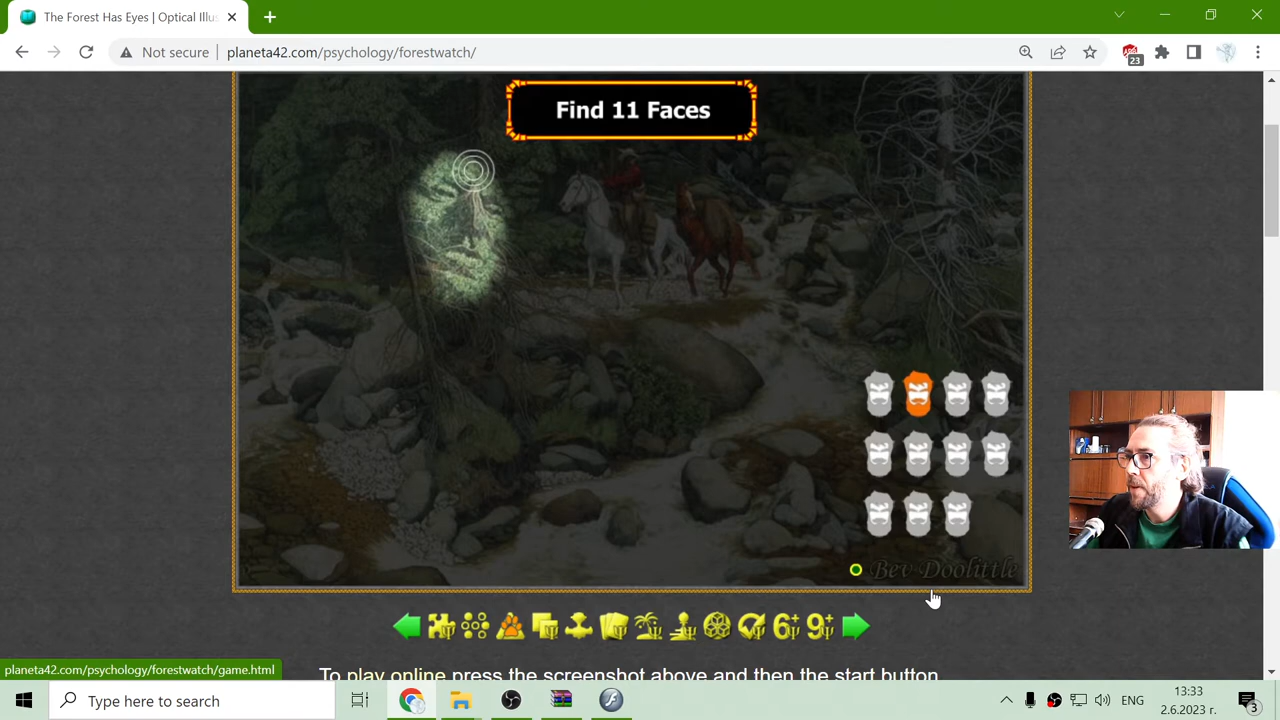 The Forest Has Eyes | Optical Illus
Not secure
planeta42.com/psychology/forestwatch/
23
Find 11 Faces
Bev Doolittle
6+
9+
planeta42.com/psychology/forestwatch/game.html
To play online press the screenshot above and then the start button
Type here to search
ENG
13:33
2.6.2023 г.
3